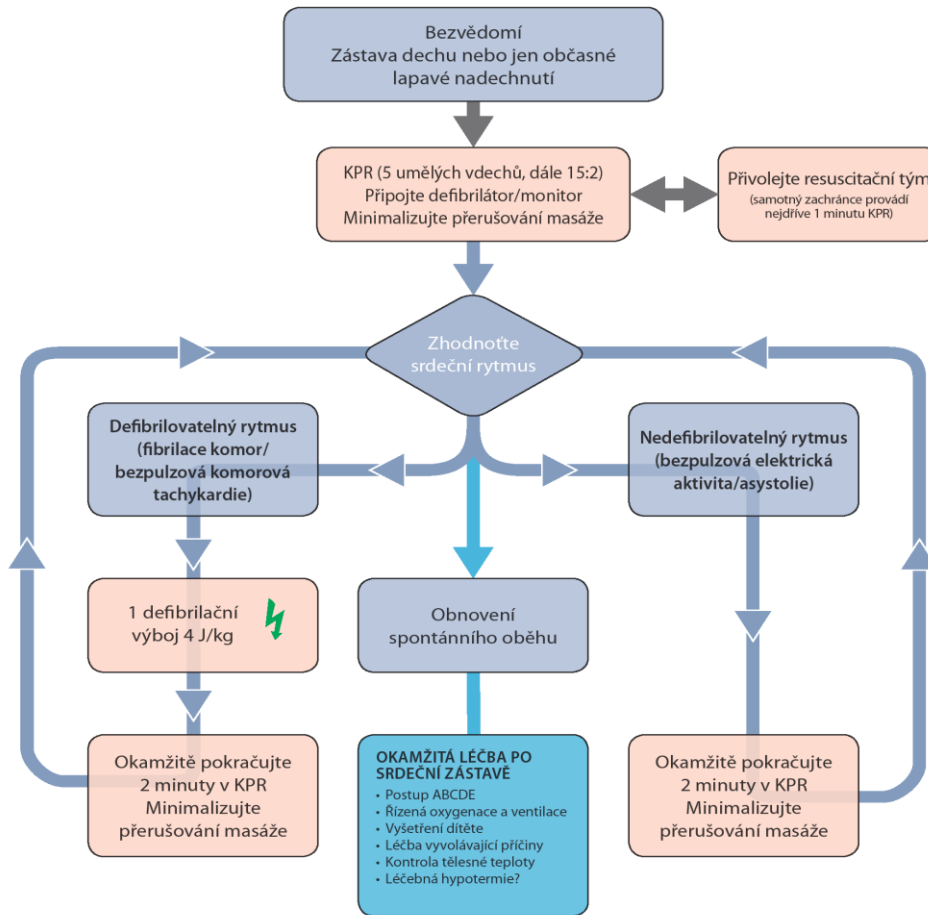 Bezvědomí
Zástava dechu nebo jen občasné
lapavé nadechnutí
KPR (5 umělých vdechů, dále 15:2)
Připojte defibrilátor/monitor
Minimalizujte přerušování masáže
Přivolejte resuscitační tým
(samotný zachránce provádí
nejdříve 1 minutu KPR)
Zhodnoťte
srdeční rytmus
Defibrilovatelný rytmus
(fibrilace komor/
bezpulzová komorová
tachykardie)
Nedefibrilovatelný rytmus
(bezpulzová elektrická
aktivita/asystolie)
1 defibrilační
výboj 4 J/kg
Obnovení
spontánního oběhu
Okamžitě pokračujte
2 minuty v KPR
Minimalizujte
přerušování masáže
OKAMŽITÁ LÉČBA PO
SRDEČNÍ ZÁSTAVĚ
• Postup ABCDE
• Řízená oxygenace a ventilace
• Vyšetření dítěte
• Léčba vyvolávající příčiny
• Kontrola tělesné teploty
• Léčebná hypotermie?
Okamžitě pokračujte
2 minuty v KPR
Minimalizujte
přerušování masáže